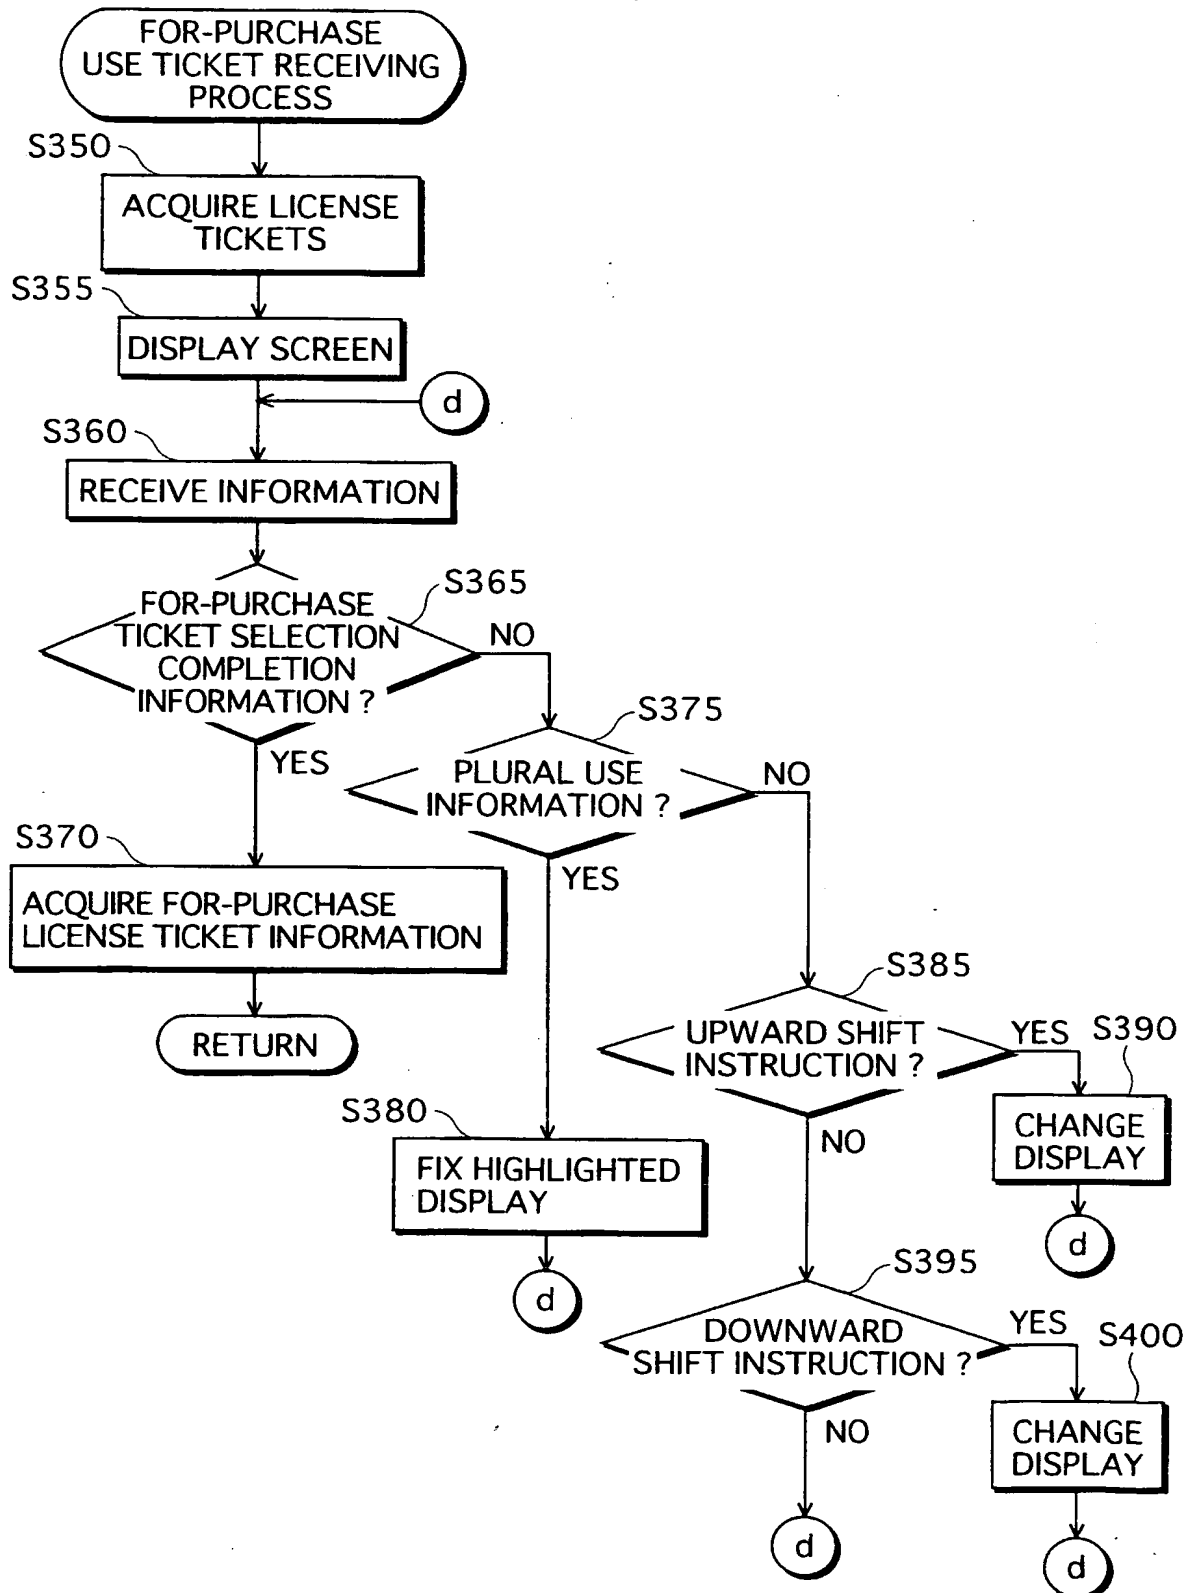 FOR-PURCHASE
USE TICKET RECEIVING
PROCESS
S350
ACQUIRE LICENSE
TICKETS
S355
DISPLAY SCREEN
d
S360
RECEIVE INFORMATION
S365
FOR-PURCHASE
TICKET SELECTION
COMPLETION
INFORMATION ?
NO
YES
S375
PLURAL USE
INFORMATION ?
NO
YES
S370
ACQUIRE FOR-PURCHASE
LICENSE TICKET INFORMATION
RETURN
S385
UPWARD SHIFT
INSTRUCTION ?
YES
NO
S390
CHANGE
DISPLAY
d
S380
FIX HIGHLIGHTED
DISPLAY
d
S395
DOWNWARD
SHIFT INSTRUCTION ?
YES
NO
S400
CHANGE
DISPLAY
d
d